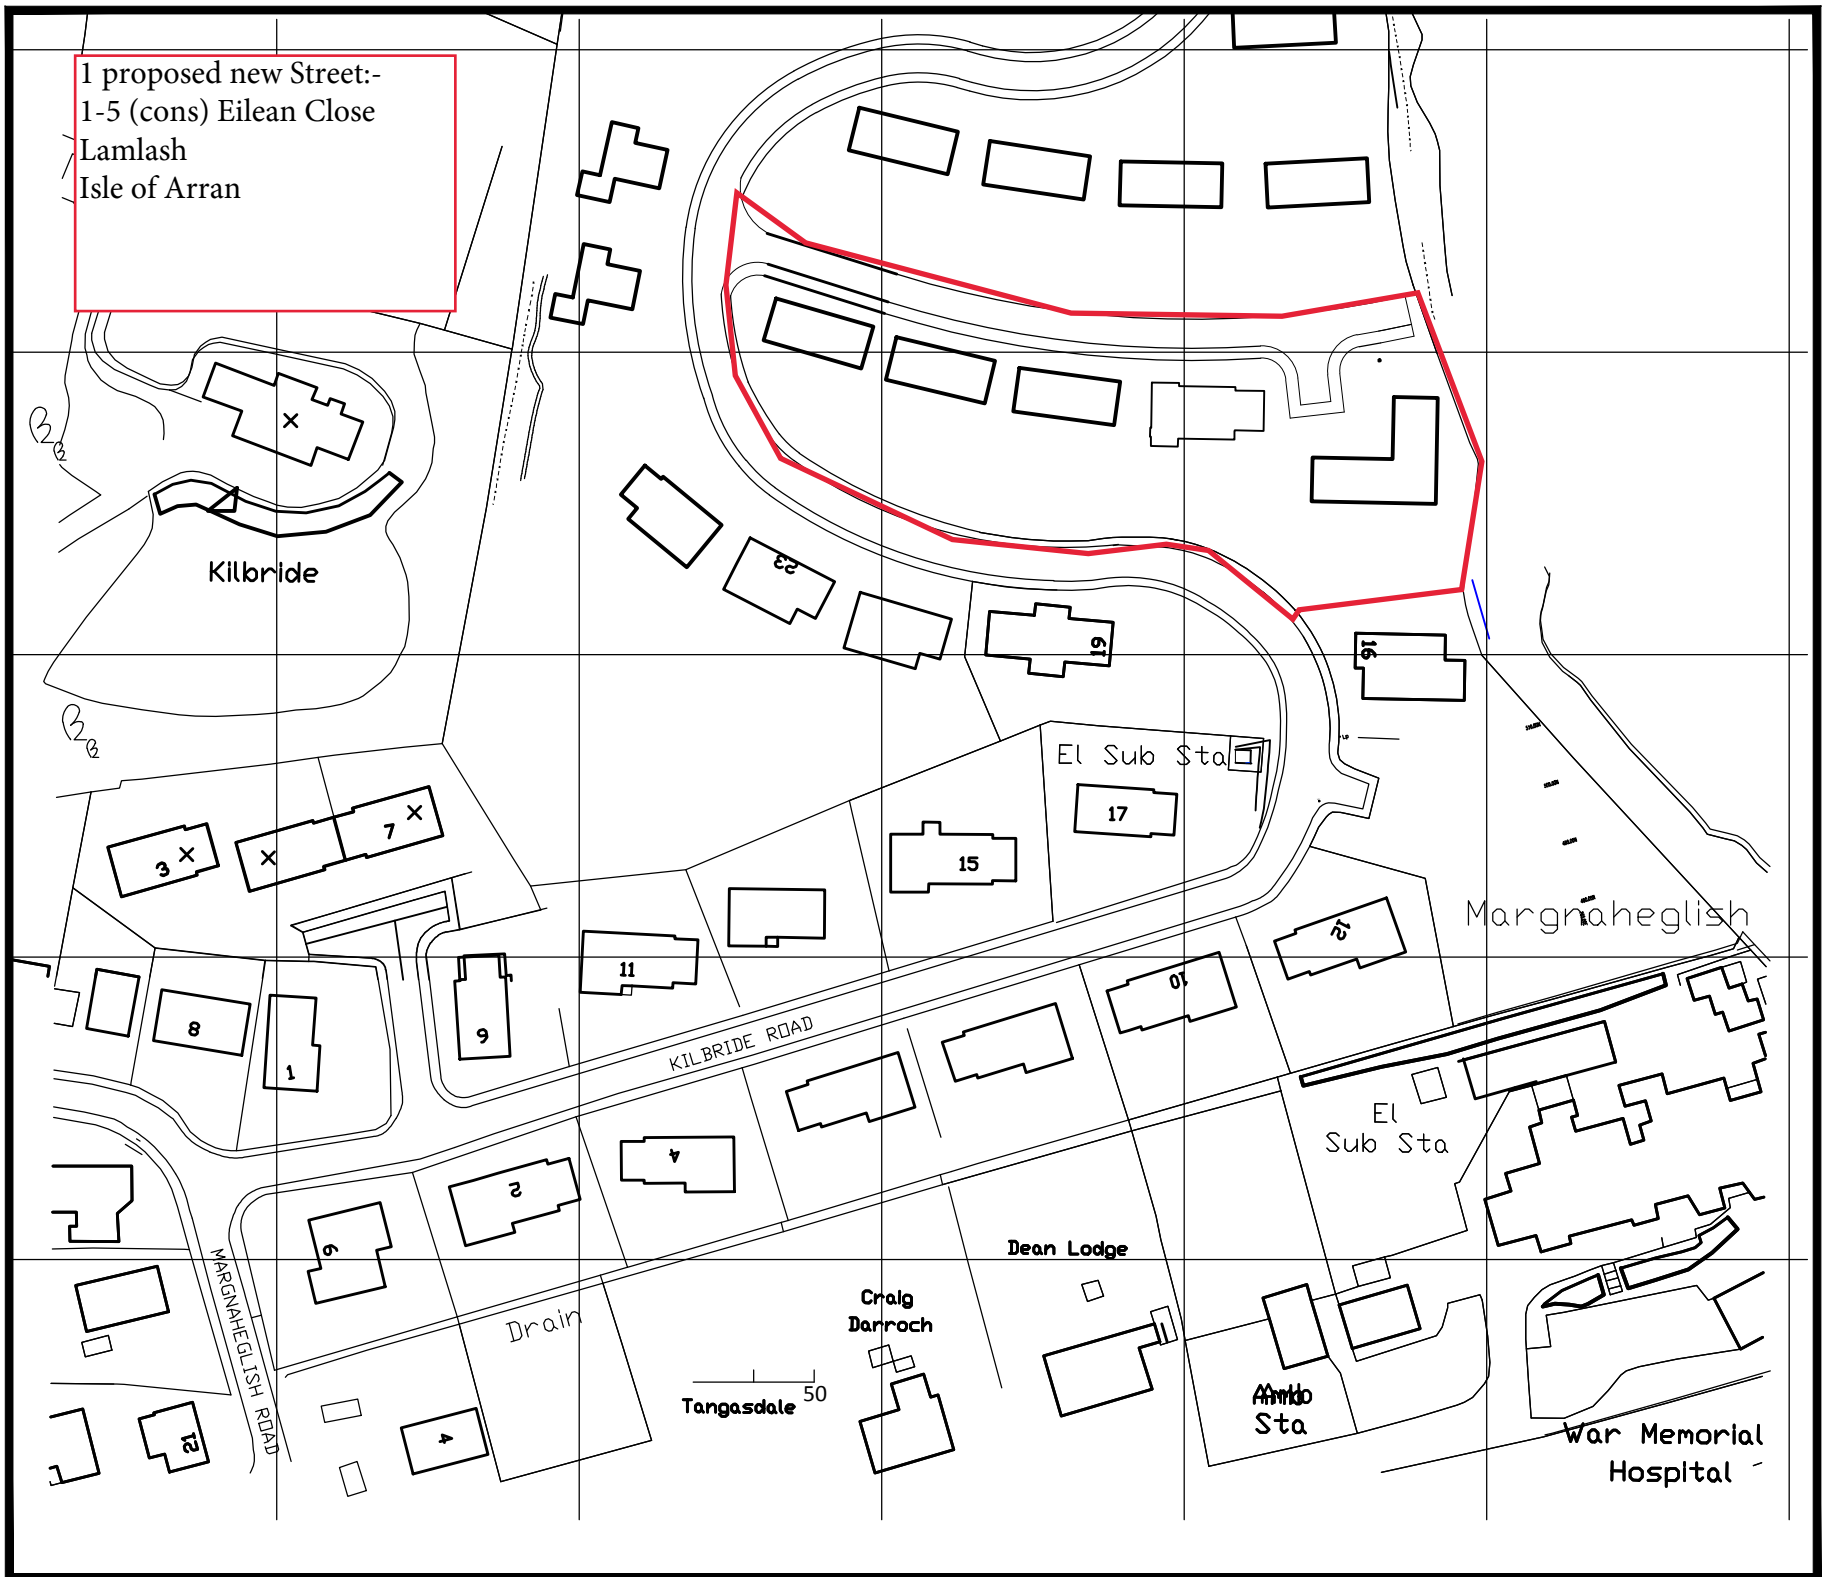 1 proposed new Street:-
1-5 (cons) Eilean Close
Lamlash
Isle of Arran
Kilbride
23
19
16
El Sub Sta
17
15
3
7
Margnaheglish
12
11
10
8
9
1
KILBRIDE ROAD
El
Sub Sta
4
2
6
Dean Lodge
Craig
Darroch
Drain
MARGNAHEGLISH ROAD
50
Tangasdale
Sta
21
4
War Memorial
Hospital